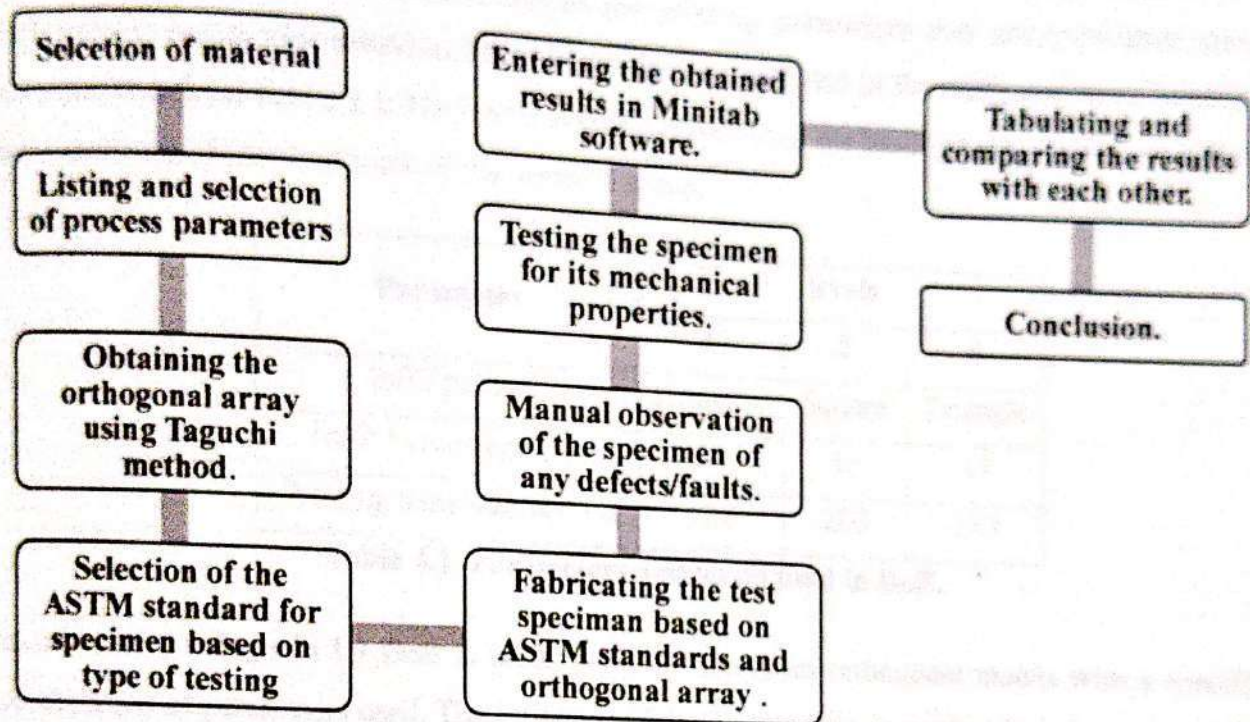 Selection of material
Listing and selection
of process parameters
Obtaining the
orthogonal array
using Taguchi
method.
Selection of the
ASTM standard for
specimen based on
type of testing
Fabricating the test
speciman based on
ASTM standards and
orthogonal array .
Manual observation
of the specimen of
any defects/faults.
Testing the specimen
for its mechanical
properties.
Entering the obtained
results in Minitab
software.
Tabulating and
comparing the results
with each other.
Conclusion.